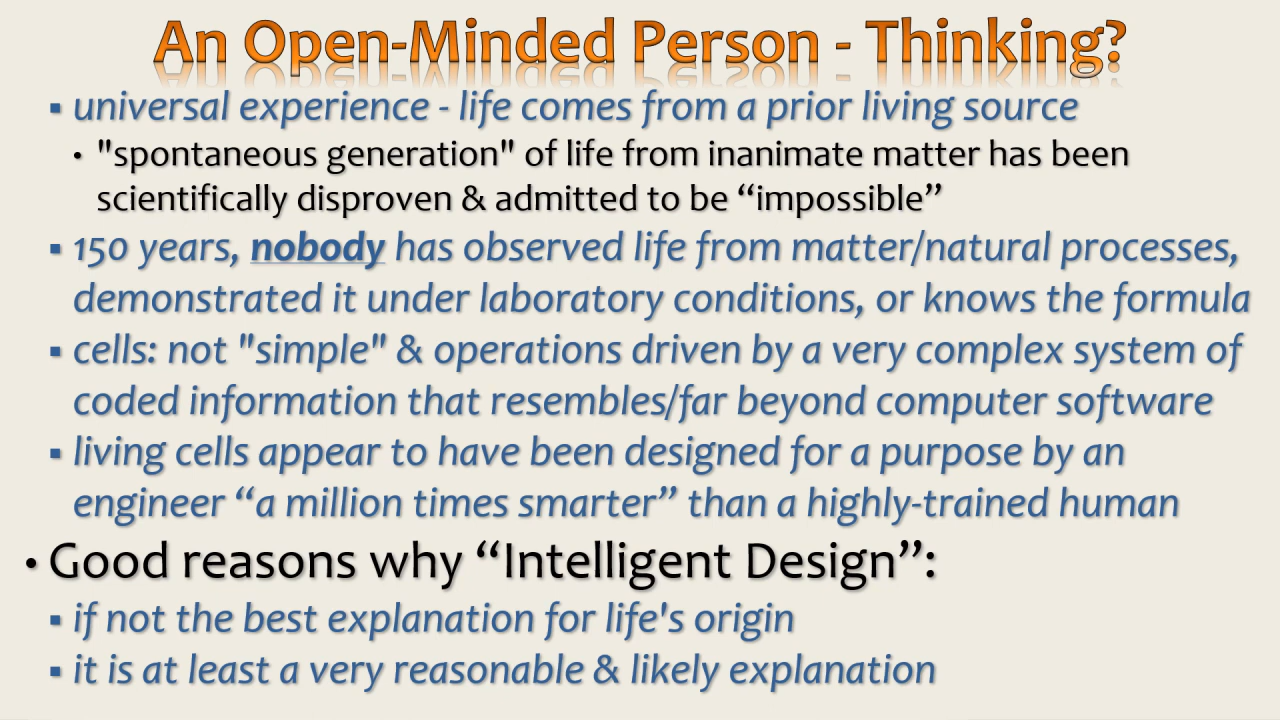 An Open-Minded Person - Thinking?
▪ universal experience - life comes from a prior living source
• "spontaneous generation" of life from inanimate matter has been
scientifically disproven & admitted to be “impossible”
▪ 150 years, nobody has observed life from matter/natural processes,
demonstrated it under laboratory conditions, or knows the formula
▪ cells: not "simple" & operations driven by a very complex system of
coded information that resembles/far beyond computer software
▪ living cells appear to have been designed for a purpose by an
engineer “a million times smarter” than a highly-trained human
• Good reasons why “Intelligent Design”:
▪ if not the best explanation for life's origin
▪ it is at least a very reasonable & likely explanation